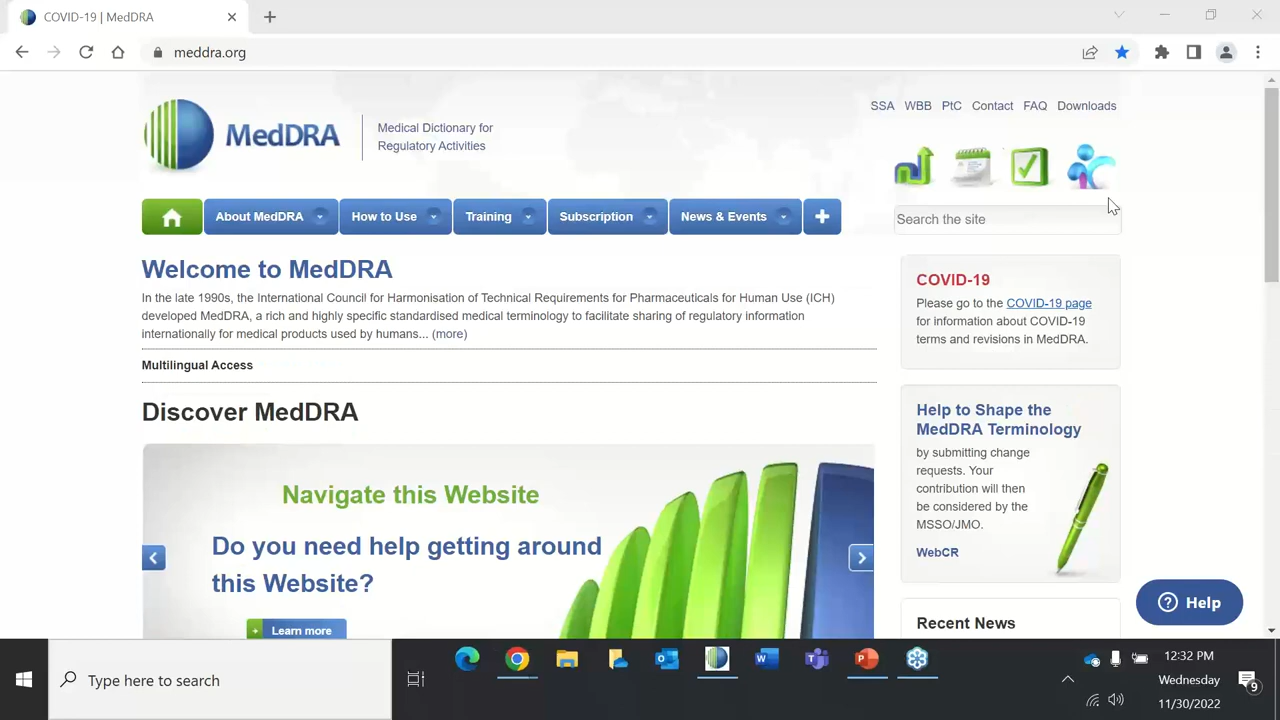 COVID-19 | MedDRA
meddra.org
SSA WBB PtC Contact FAQ Downloads
MedDRA
Medical Dictionary for
Regulatory Activities
About MedDRA How to Use Training Subscription News & Events
Search the site
Welcome to MedDRA
In the late 1990s, the International Council for Harmonisation of Technical Requirements for Pharmaceuticals for Human Use (ICH)
developed MedDRA, a rich and highly specific standardised medical terminology to facilitate sharing of regulatory information
internationally for medical products used by humans... (more)
Multilingual Access
Discover MedDRA
Navigate this Website
Do you need help getting around
this Website?
Learn more
COVID-19
Please go to the COVID-19 page
for information about COVID-19
terms and revisions in MedDRA.
Help to Shape the
MedDRA Terminology
by submitting change
requests. Your
contribution will then
be considered by the
MSSO/JMO.
WebCR
Help
Recent News
Type here to search
12:32 PM
Wednesday
11/30/2022
9